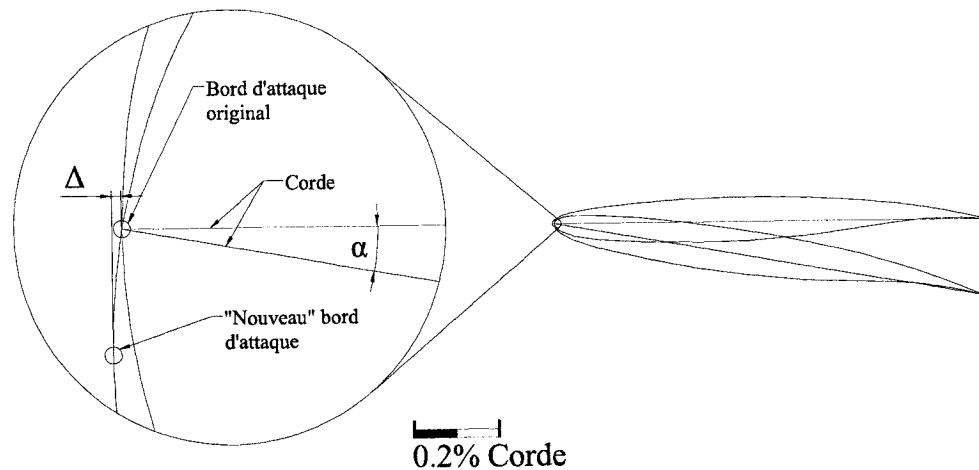 Bord d'attaque
original
Δ
Corde
α
"Nouveau" bord
d'attaque
0.2% Corde